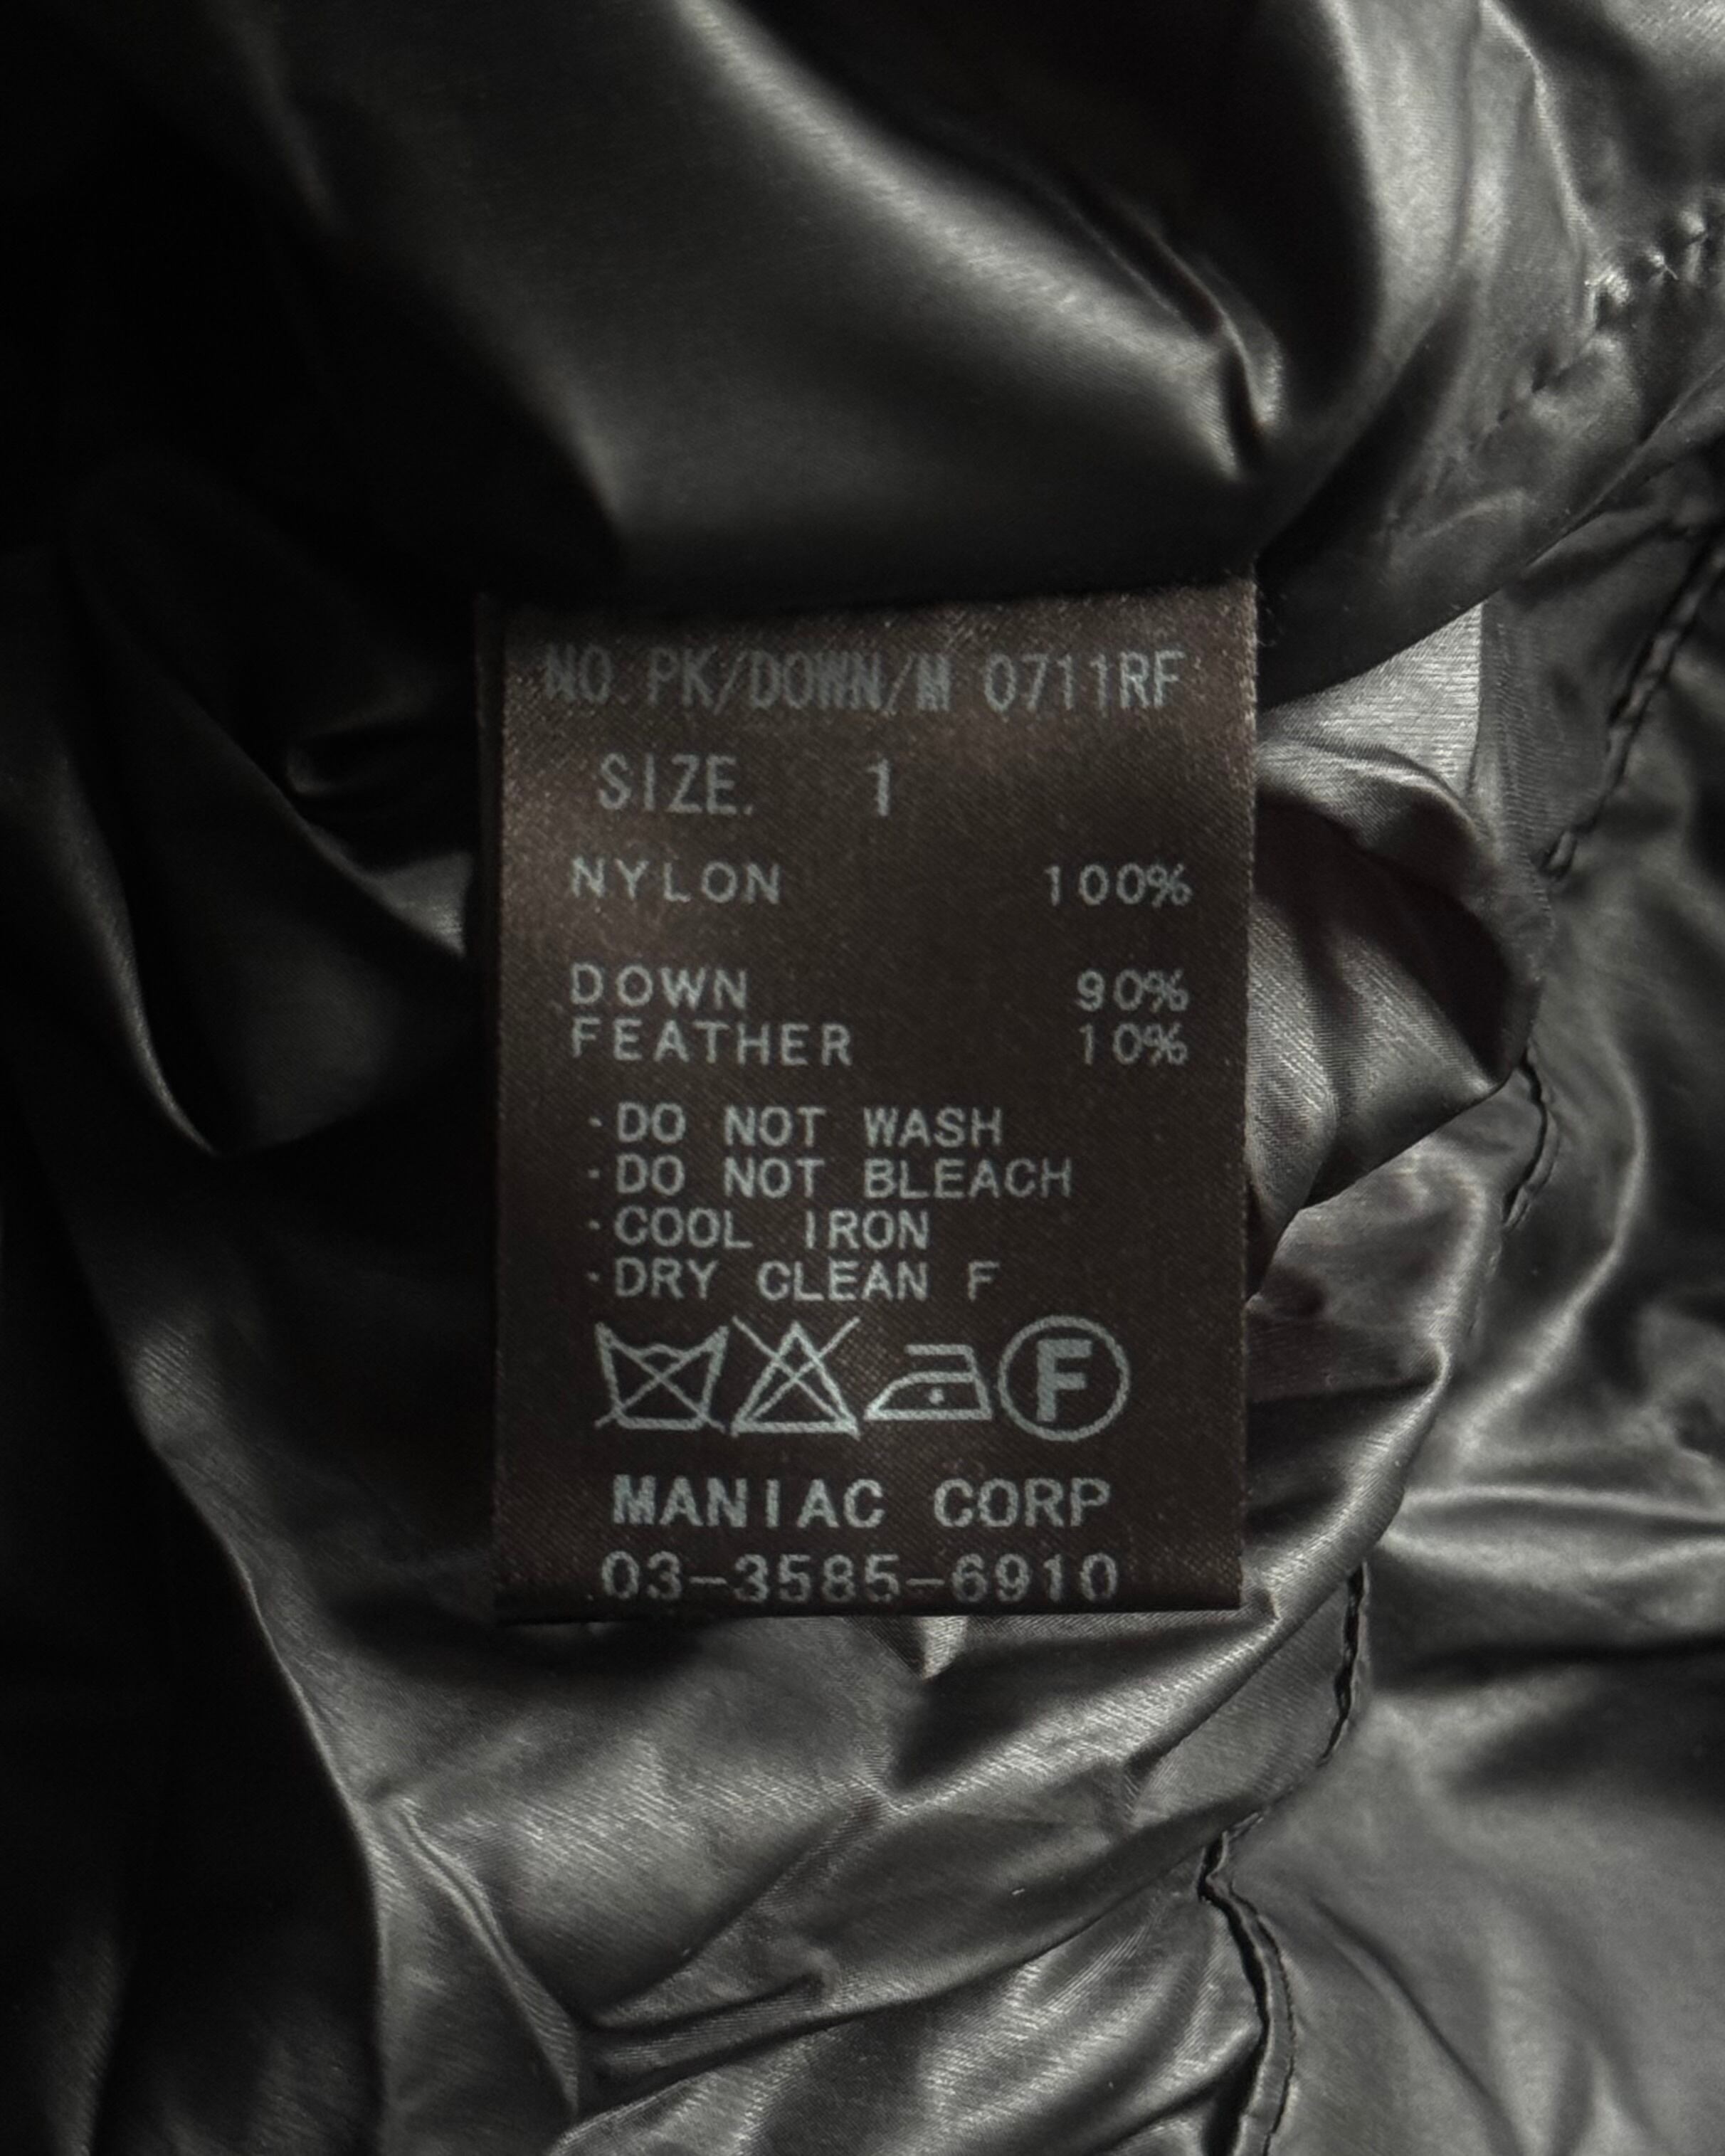 NO. PK/DOWN/M 0711RF
SIZE. 1
NYLON 100%
DOWN 90%
FEATHER 10%
·DO NOT WASH
·DO NOT BLEACH
·COOL IRON
·DRY CLEAN F
F
MANIAC CORP
03-3585-6910